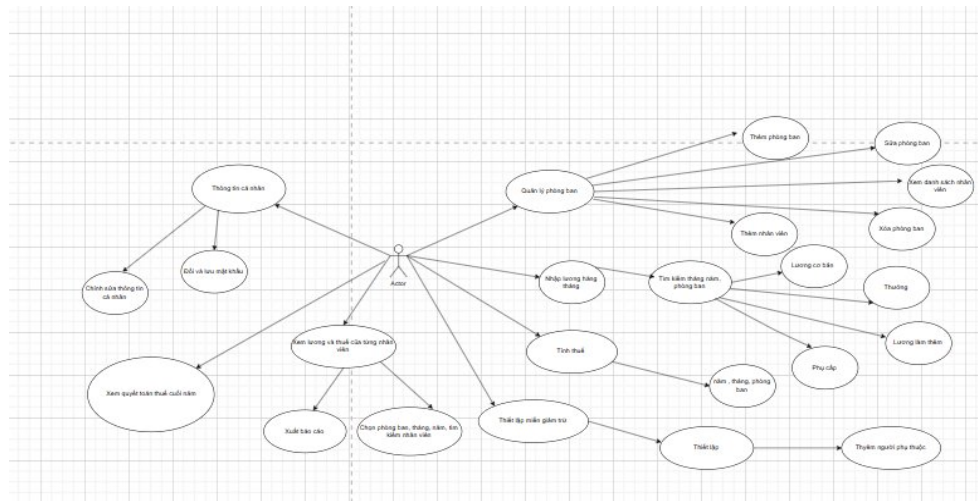 Thêm phòng ban
Sửa phòng ban
Thông tin cá nhân
Quản lý phòng ban
Xem danh sách nhân
viên
Thêm nhân viên
Xóa phòng ban
Actor
Đổi và lưu mật khẩu
Chỉnh sửa thông tin
cá nhân
Nhập lương hàng
tháng
Tìm kiếm tháng năm,
phòng ban
Lương cơ bản
Thưởng
Xem lương và thuế của từng nhân
viên
Tính thuế
Lương làm thêm
Phụ cấp
năm , tháng, phòng
ban
Xem quyết toán thuế cuối năm
Xuất báo cáo
Chọn phòng ban, tháng, năm, tìm
kiếm nhân viên
Thiết lập miễn giảm trừ
Thiết lập
Thyêm người phụ thuộc